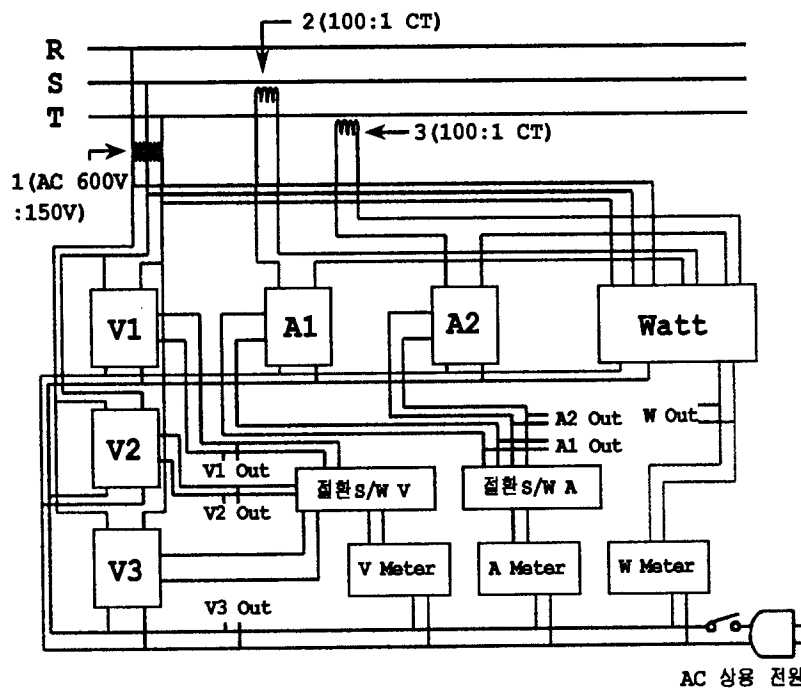 2(100:1 CT)
R
S
T
3(100:1 CT)
1(AC 600V
:150V)
V1
A1
A2
Watt
V2
A2 Out
W Out
A1 Out
V1 Out
V2 Out
절환S/W V
절환S/W A
V3
V Meter
A Meter
W Meter
V3 Out
AC 상용 전원